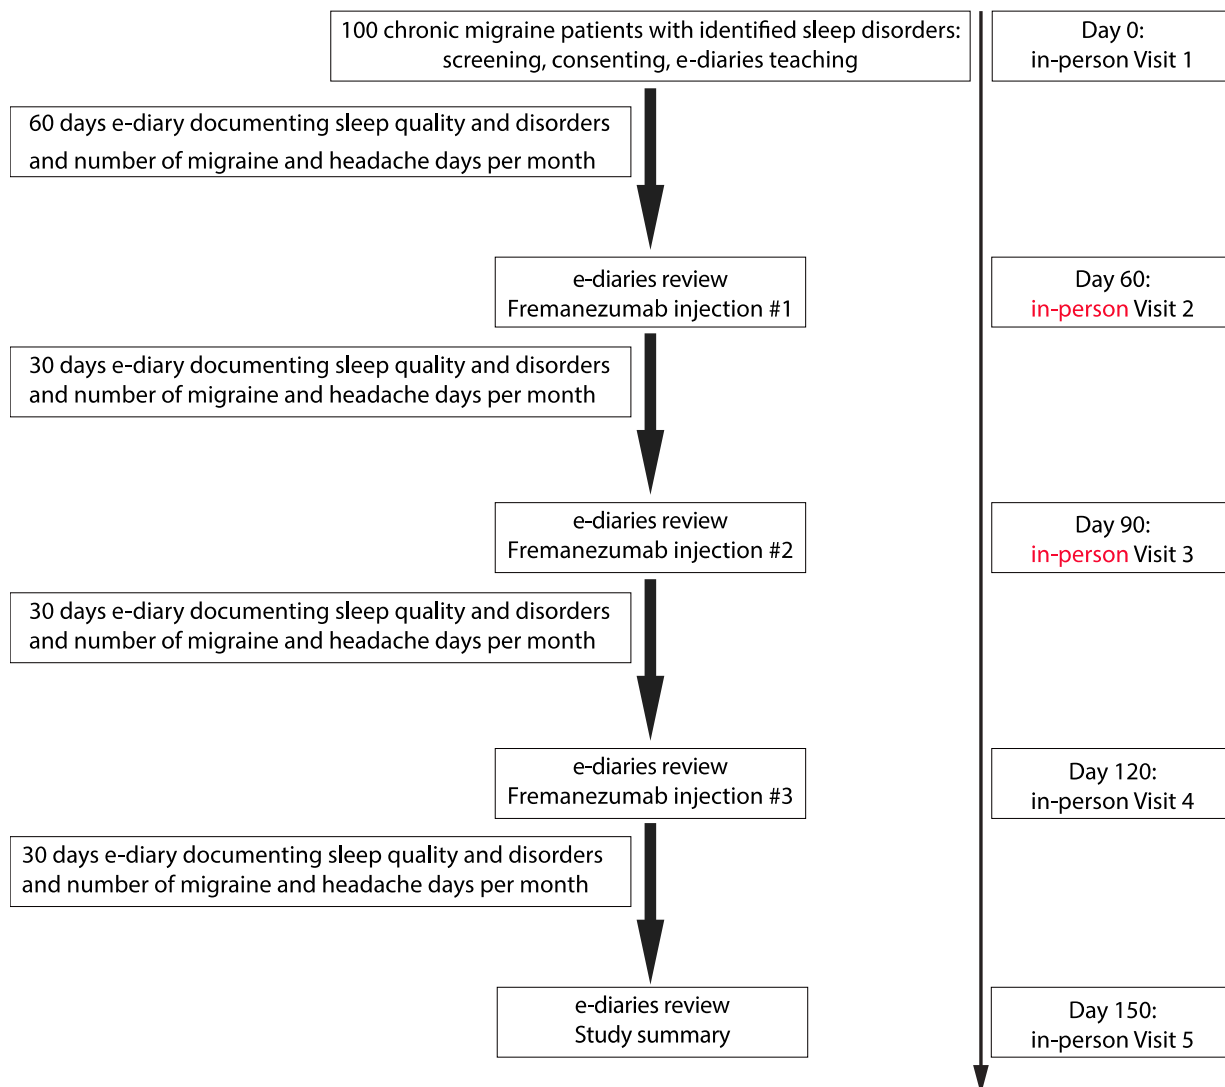 100 chronic migraine patients with identified sleep disorders:
screening, consenting, e-diaries teaching
Day 0:
in-person Visit 1
60 days e-diary documenting sleep quality and disorders
and number of migraine and headache days per month
e-diaries review
Fremanezumab injection #1
Day 60:
in-person Visit 2
30 days e-diary documenting sleep quality and disorders
and number of migraine and headache days per month
e-diaries review
Fremanezumab injection #2
Day 90:
in-person Visit 3
30 days e-diary documenting sleep quality and disorders
and number of migraine and headache days per month
e-diaries review
Fremanezumab injection #3
Day 120:
in-person Visit 4
30 days e-diary documenting sleep quality and disorders
and number of migraine and headache days per month
e-diaries review
Study summary
Day 150:
in-person Visit 5